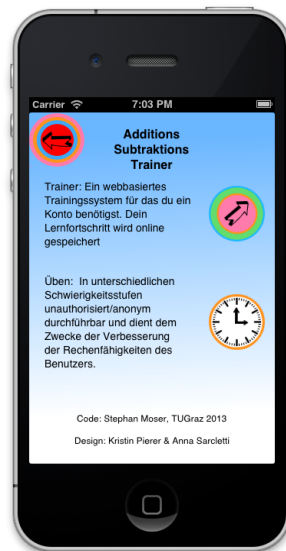 Carrier 7:03 PM
Additions
Subtraktions
Trainer
Trainer: Ein webbasiertes
Trainingssystem für das du ein
Konto benötigst. Dein
Lernfortschritt wird online
gespeichert
Üben: In unterschiedlichen
Schwierigkeitsstufen
unauthorisiert/anonym
durchführbar und dient dem
Zwecke der Verbesserung
der Rechenfähigkeiten des
Benutzers.
Code: Stephan Moser, TUGraz 2013
Design: Kristin Pierer & Anna Sarcletti